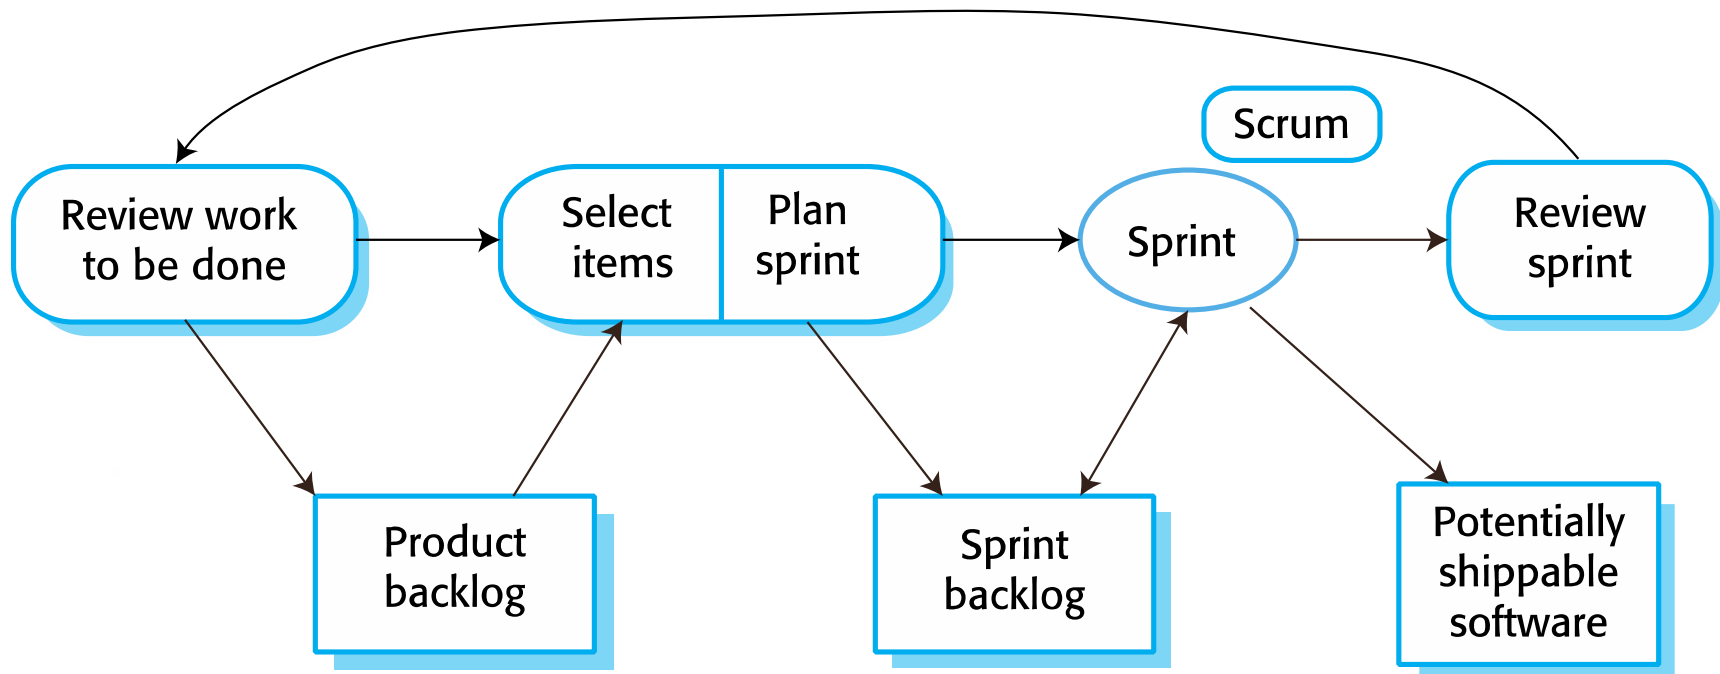 Scrum
Review work
to be done
Select
items
Plan
sprint
Sprint
Review
sprint
Product
backlog
Sprint
backlog
Potentially
shippable
software